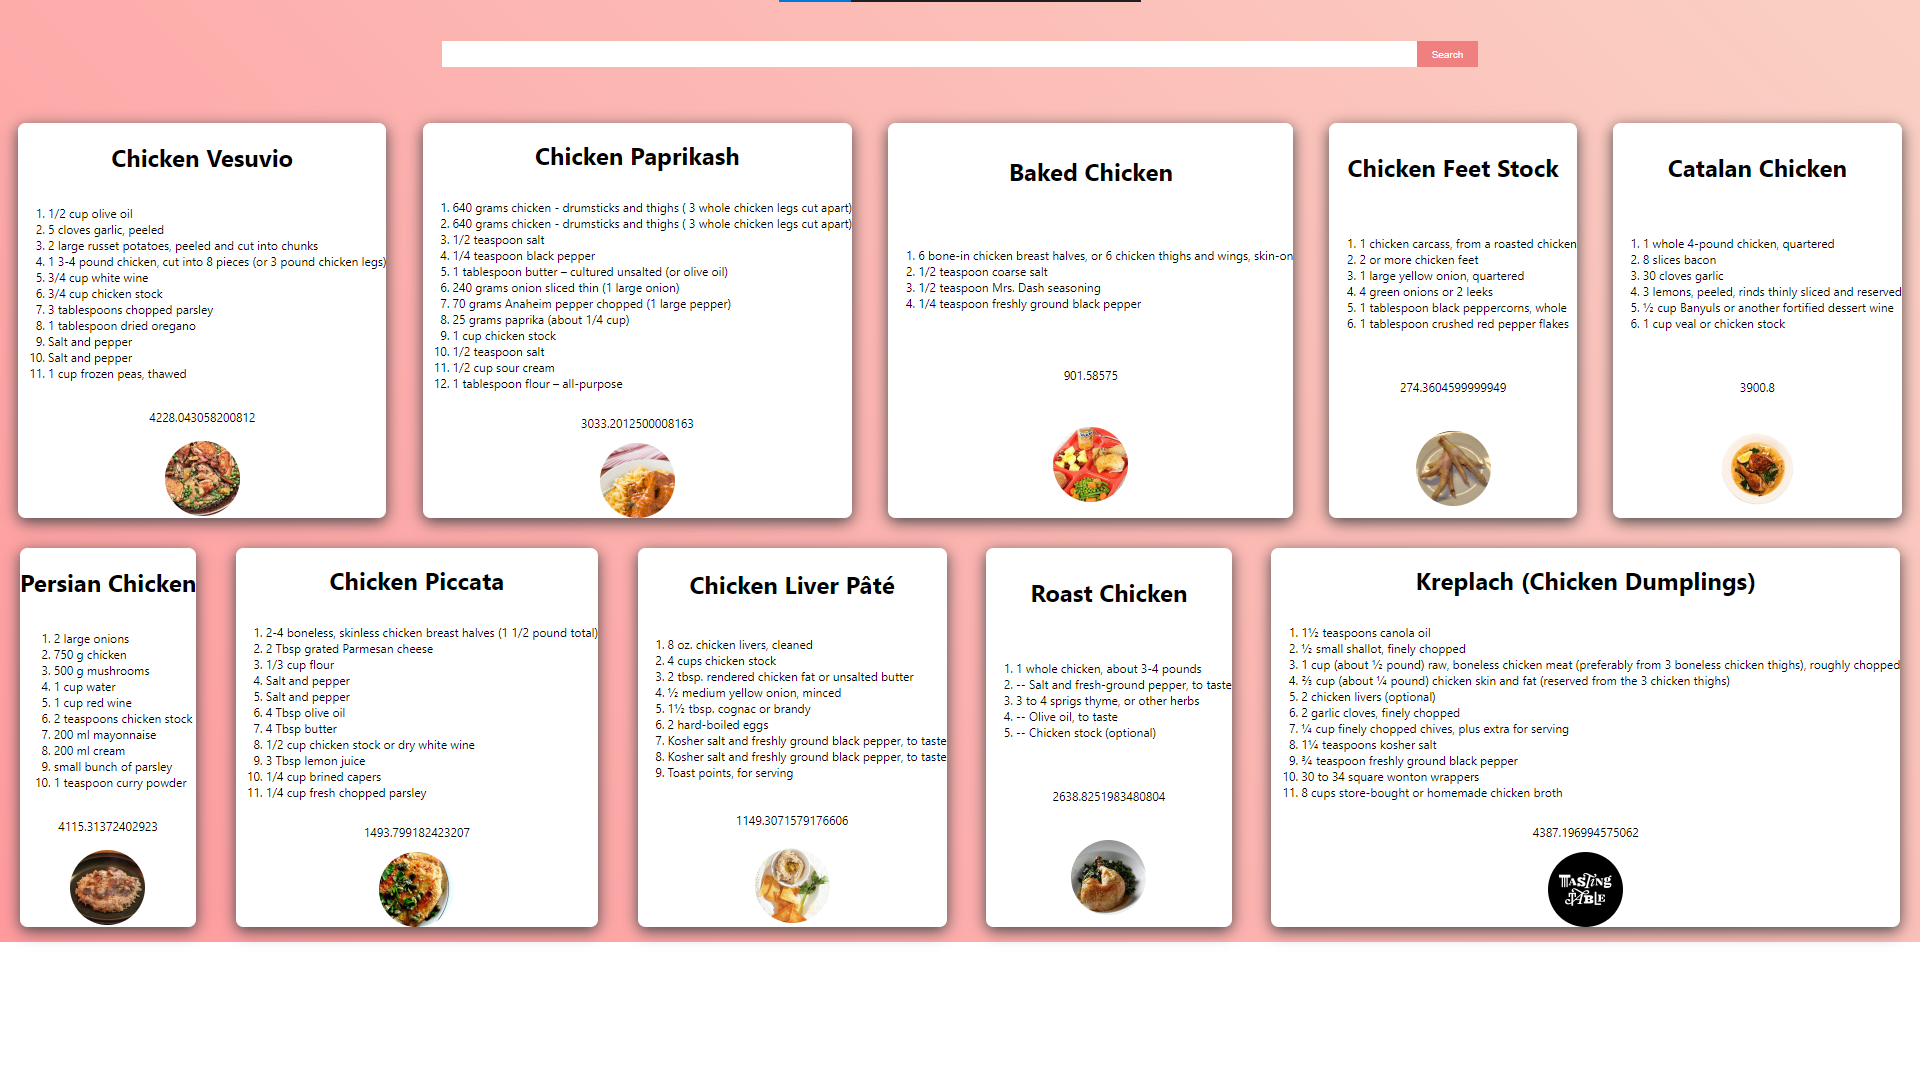 Search
Chicken Vesuvio
1. 1/2 cup olive oil
2. 5 cloves garlic, peeled
3. 2 large russet potatoes, peeled and cut into chunks
4. 1 3-4 pound chicken, cut into 8 pieces (or 3 pound chicken legs)
5. 3/4 cup white wine
6. 3/4 cup chicken stock
7. 3 tablespoons chopped parsley
8. 1 tablespoon dried oregano
9. Salt and pepper
10. Salt and pepper
11. 1 cup frozen peas, thawed
4228.043058200812
Chicken Paprikash
1. 640 grams chicken - drumsticks and thighs ( 3 whole chicken legs cut apart)
2. 640 grams chicken - drumsticks and thighs ( 3 whole chicken legs cut apart)
3. 1/2 teaspoon salt
4. 1/4 teaspoon black pepper
5. 1 tablespoon butter – cultured unsalted (or olive oil)
6. 240 grams onion sliced thin (1 large onion)
7. 70 grams Anaheim pepper chopped (1 large pepper)
8. 25 grams paprika (about 1/4 cup)
9. 1 cup chicken stock
10. 1/2 teaspoon salt
11. 1/2 cup sour cream
12. 1 tablespoon flour – all-purpose
3033.2012500008163
Baked Chicken
1. 6 bone-in chicken breast halves, or 6 chicken thighs and wings, skin-on
2. 1/2 teaspoon coarse salt
3. 1/2 teaspoon Mrs. Dash seasoning
4. 1/4 teaspoon freshly ground black pepper
901.58575
Chicken Feet Stock
1. 1 chicken carcass, from a roasted chicken
2. 2 or more chicken feet
3. 1 large yellow onion, quartered
4. 4 green onions or 2 leeks
5. 1 tablespoon black peppercorns, whole
6. 1 tablespoon crushed red pepper flakes
274.3604599999949
Catalan Chicken
1. 1 whole 4-pound chicken, quartered
2. 8 slices bacon
3. 30 cloves garlic
4. 3 lemons, peeled, rinds thinly sliced and reserved
5. ½ cup Banyuls or another fortified dessert wine
6. 1 cup veal or chicken stock
3900.8
Persian Chicken
1. 2 large onions
2. 750 g chicken
3. 500 g mushrooms
4. 1 cup water
5. 1 cup red wine
6. 2 teaspoons chicken stock
7. 200 ml mayonnaise
8. 200 ml cream
9. small bunch of parsley
10. 1 teaspoon curry powder
4115.31372402923
Chicken Piccata
1. 2-4 boneless, skinless chicken breast halves (1 1/2 pound total)
2. 2 Tbsp grated Parmesan cheese
3. 1/3 cup flour
4. Salt and pepper
5. Salt and pepper
6. 4 Tbsp olive oil
7. 4 Tbsp butter
8. 1/2 cup chicken stock or dry white wine
9. 3 Tbsp lemon juice
10. 1/4 cup brined capers
11. 1/4 cup fresh chopped parsley
1493.799182423207
Chicken Liver Pâté
1. 8 oz. chicken livers, cleaned
2. 4 cups chicken stock
3. 2 tbsp. rendered chicken fat or unsalted butter
4. ½ medium yellow onion, minced
5. 1½ tbsp. cognac or brandy
6. 2 hard-boiled eggs
7. Kosher salt and freshly ground black pepper, to taste
8. Kosher salt and freshly ground black pepper, to taste
9. Toast points, for serving
1149.3071579176606
Roast Chicken
1. 1 whole chicken, about 3-4 pounds
2. -- Salt and fresh-ground pepper, to taste
3. 3 to 4 sprigs thyme, or other herbs
4. -- Olive oil, to taste
5. -- Chicken stock (optional)
2638.8251983480804
Kreplach (Chicken Dumplings)
1. 1½ teaspoons canola oil
2. ½ small shallot, finely chopped
3. 1 cup (about ½ pound) raw, boneless chicken meat (preferably from 3 boneless chicken thighs), roughly chopped
4. ⅔ cup (about ¼ pound) chicken skin and fat (reserved from the 3 chicken thighs)
5. 2 chicken livers (optional)
6. 2 garlic cloves, finely chopped
7. ¼ cup finely chopped chives, plus extra for serving
8. 1¼ teaspoons kosher salt
9. ¾ teaspoon freshly ground black pepper
10. 30 to 34 square wonton wrappers
11. 8 cups store-bought or homemade chicken broth
4387.196994575062
TASTING
TABLE